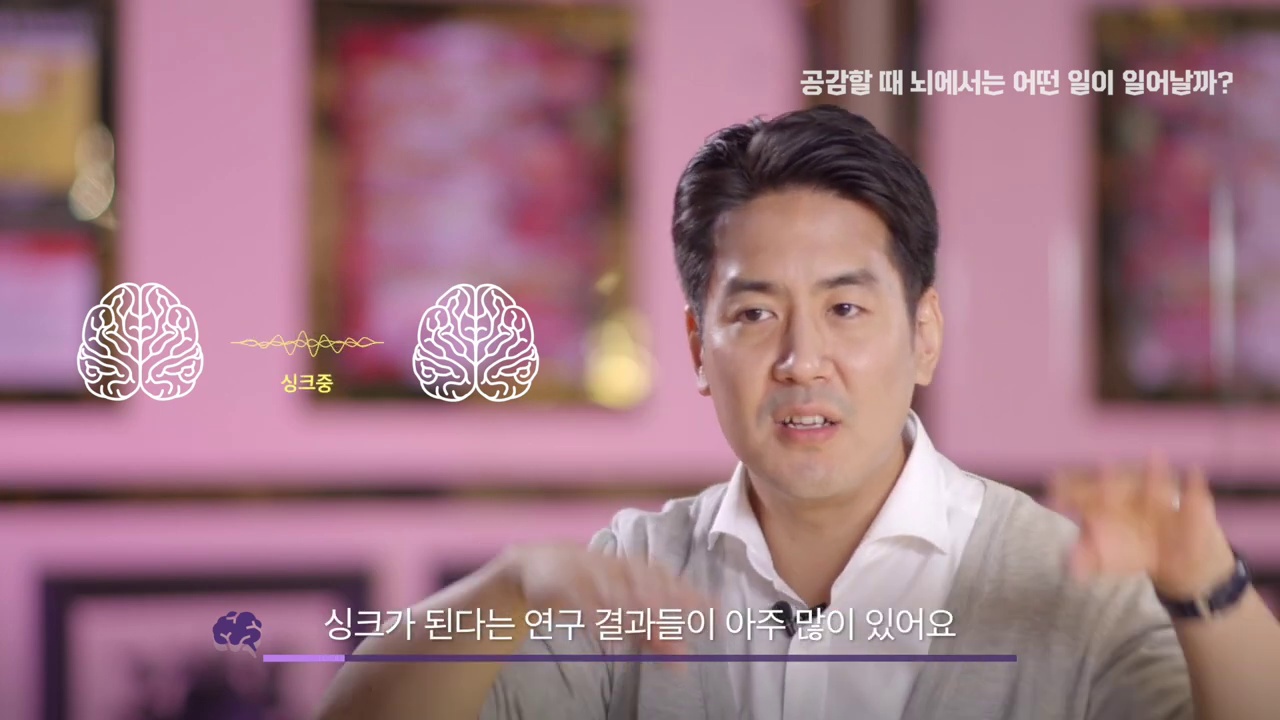 공감할 때 뇌에서는 어떤 일이 일어날까?
싱크중
싱크가 된다는 연구 결과들이 아주 많이 있어요